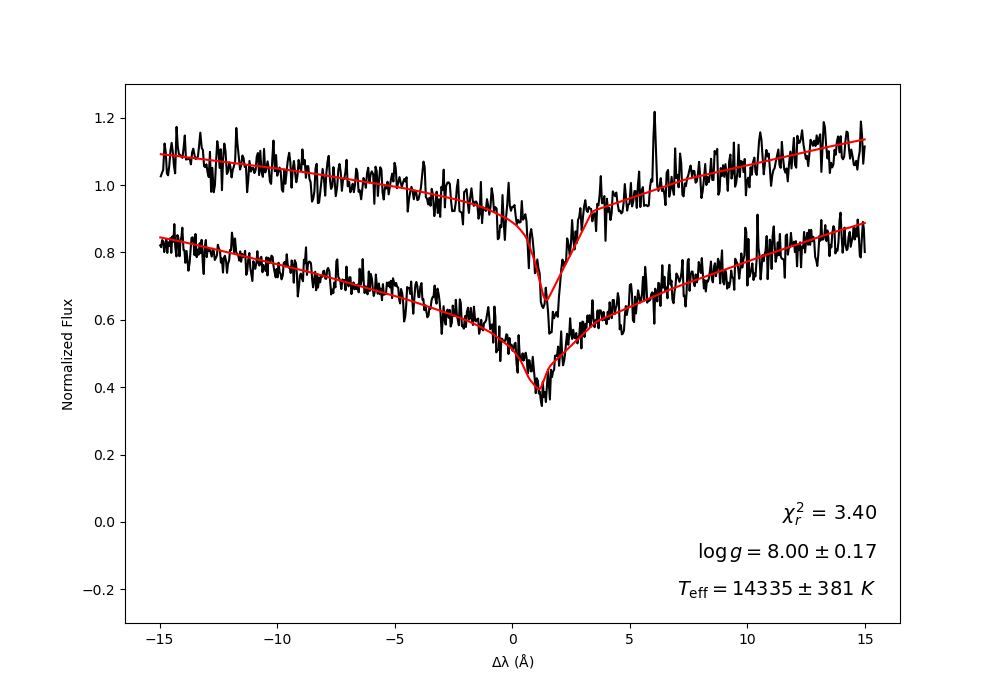 1.2
1.0
0.8
0.6
0.4
0.2
0.0
−0.2
Normalized Flux
χ²ᵣ = 3.40
log g = 8.00 ± 0.17
T_eff = 14335 ± 381 K
−15 −10 −5 0 5 10 15
Δλ (Å)